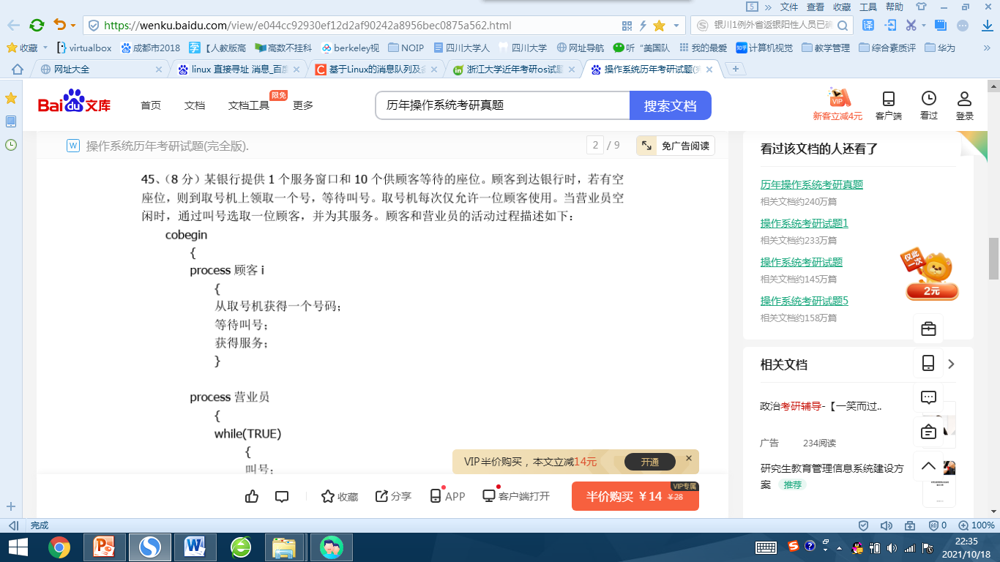 5 » 文件 查看 收藏 工具 帮助
https://wenku.baidu.com/view/e044cc92930ef12d2af90242a8956bec0875a562.html
银川1例外省返银阳性人员已确
译
收藏 virtualbox 成都市2018 【人教版高 高数不挂科 berkeley视 NOIP 四川大学人 四川大学 网址导航 听“美国队 我的最爱 计算机视觉 教学管理 综合素质评 华为 »
网址大全 linux 直接寻址 消息_百度 基于Linux的消息队列及多 浙江大学近年考研os试题 操作系统历年考研试题(完
Bai du 文库 首页 文档 文档工具 限免 更多 历年操作系统考研真题 搜索文档 VIP 新客立减4元 客户端 看过 登录
W 操作系统历年考研试题(完全版). 2 / 9 免广告阅读
45、（8 分）某银行提供 1 个服务窗口和 10 个供顾客等待的座位。顾客到达银行时，若有空
座位，则到取号机上领取一个号，等待叫号。取号机每次仅允许一位顾客使用。当营业员空
闲时，通过叫号选取一位顾客，并为其服务。顾客和营业员的活动过程描述如下：
cobegin
{
process 顾客 i
{
从取号机获得一个号码；
等待叫号；
获得服务；
}
process 营业员
{
while(TRUE)
{
叫号；
VIP半价购买，本文立减14元 开通 ×
收藏 分享 APP 客户端打开 半价购买 ￥14 ￥28 VIP专属
看过该文档的人还看了
历年操作系统考研真题
相关文档约240万篇
操作系统考研试题1
相关文档约233万篇
操作系统考研试题
相关文档约145万篇
操作系统考研试题5
相关文档约158万篇
仅此一次
2元
相关文档
政治考研辅导-【一笑而过..
广告 234阅读
研究生教育管理信息系统建设方
案 推荐
完成 0 100%
22:35
2021/10/18